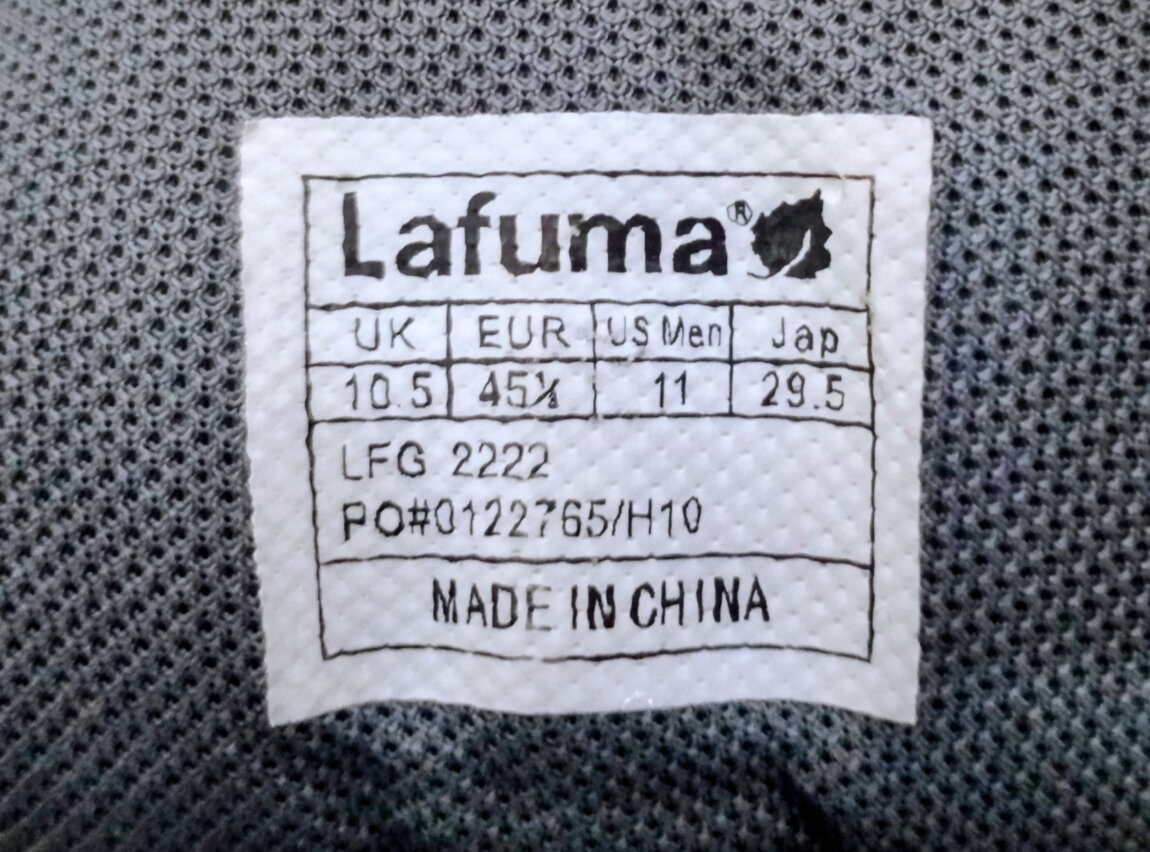 Lafuma®
UK EUR US Men Jap
10.5 45⅓ 11 29.5
LFG 2222
PO#0122765/H10
MADE IN CHINA